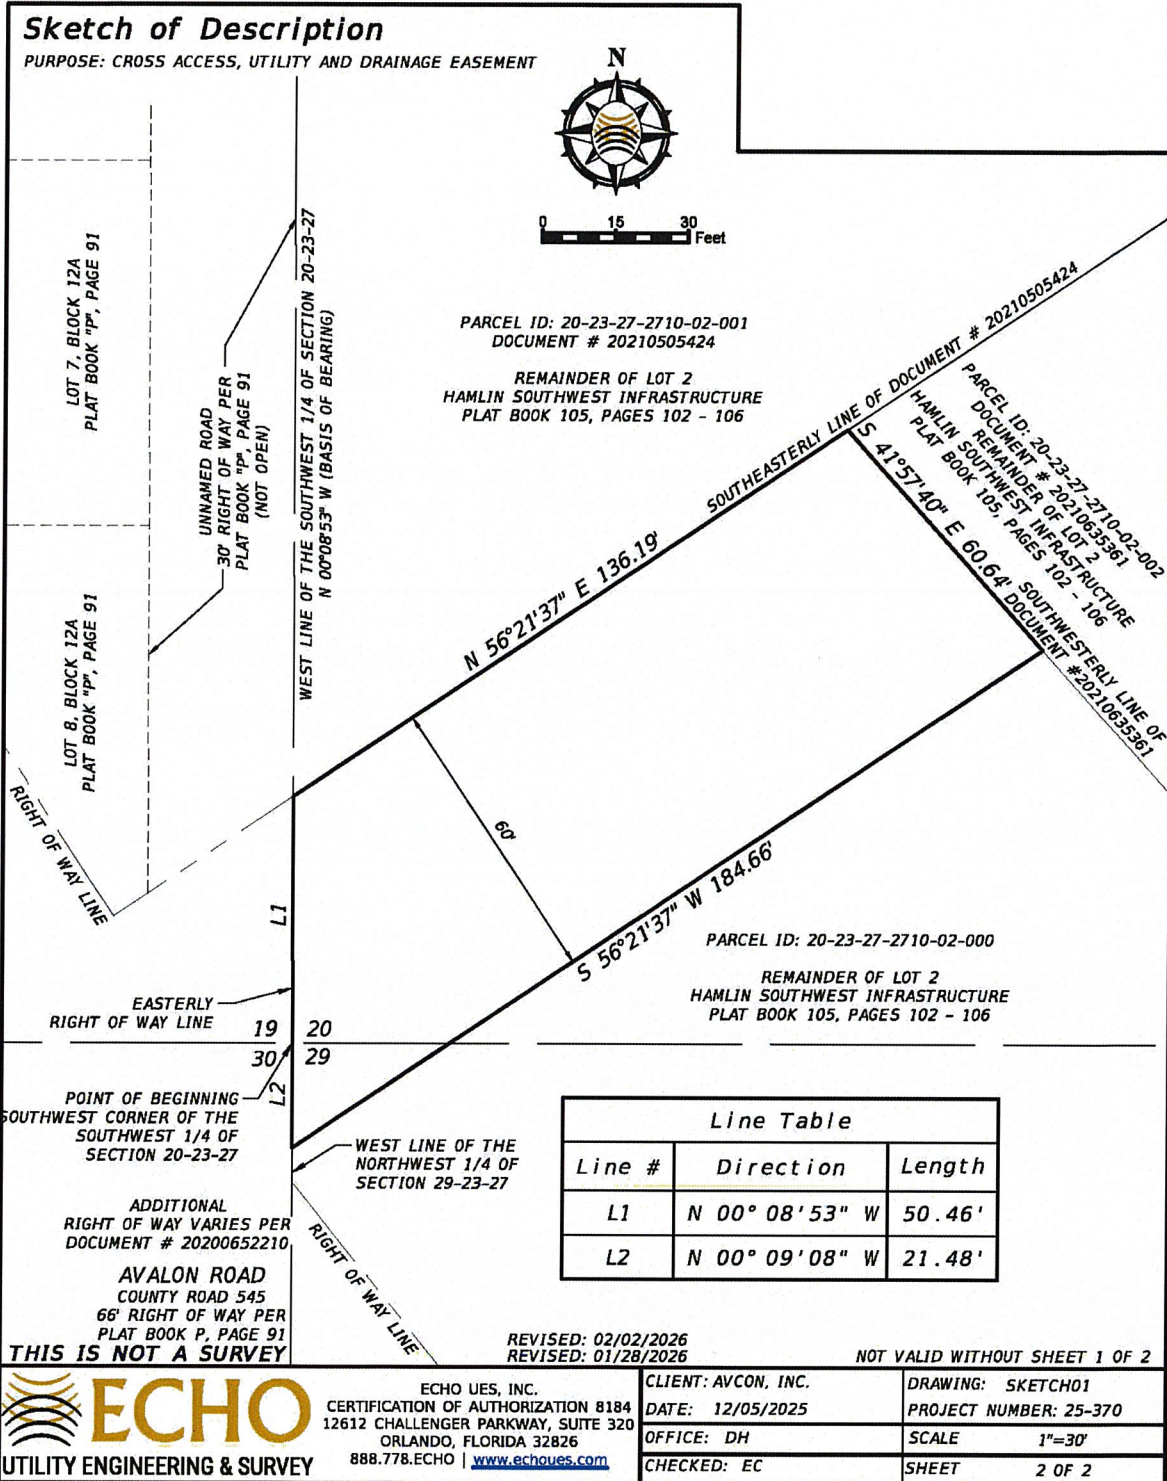 Sketch of Description
PURPOSE: CROSS ACCESS, UTILITY AND DRAINAGE EASEMENT
N
0 15 30
Feet
LOT 7, BLOCK 12A
PLAT BOOK "P", PAGE 91
UNNAMED ROAD
30' RIGHT OF WAY PER
PLAT BOOK "P", PAGE 91
(NOT OPEN)
WEST LINE OF THE SOUTHWEST 1/4 OF SECTION 20-23-27
N 00°08'53" W (BASIS OF BEARING)
PARCEL ID: 20-23-27-2710-02-001
DOCUMENT # 20210505424
REMAINDER OF LOT 2
HAMLIN SOUTHWEST INFRASTRUCTURE
PLAT BOOK 105, PAGES 102 - 106
SOUTHEASTERLY LINE OF DOCUMENT # 20210505424
PARCEL ID: 20-23-27-2710-02-002
DOCUMENT # 20210635361
REMAINDER OF LOT 2
HAMLIN SOUTHWEST INFRASTRUCTURE
PLAT BOOK 105, PAGES 102 - 106
S 41°57'40" E 60.64'
SOUTHWESTERLY LINE OF
DOCUMENT #20210635361
N 56°21'37" E 136.19'
LOT 8, BLOCK 12A
PLAT BOOK "P", PAGE 91
RIGHT OF WAY LINE
60'
S 56°21'37" W 184.66'
L1
PARCEL ID: 20-23-27-2710-02-000
REMAINDER OF LOT 2
HAMLIN SOUTHWEST INFRASTRUCTURE
PLAT BOOK 105, PAGES 102 - 106
EASTERLY
RIGHT OF WAY LINE
19 20
30 29
L2
POINT OF BEGINNING
SOUTHWEST CORNER OF THE
SOUTHWEST 1/4 OF
SECTION 20-23-27
WEST LINE OF THE
NORTHWEST 1/4 OF
SECTION 29-23-27
Line Table
Line # Direction Length
L1 N 00° 08'53" W 50.46'
L2 N 00° 09'08" W 21.48'
ADDITIONAL
RIGHT OF WAY VARIES PER
DOCUMENT # 20200652210
RIGHT OF WAY LINE
AVALON ROAD
COUNTY ROAD 545
66' RIGHT OF WAY PER
PLAT BOOK P, PAGE 91
THIS IS NOT A SURVEY
REVISED: 02/02/2026
REVISED: 01/28/2026
NOT VALID WITHOUT SHEET 1 OF 2
ECHO
UTILITY ENGINEERING & SURVEY
ECHO UES, INC.
CERTIFICATION OF AUTHORIZATION 8184
12612 CHALLENGER PARKWAY, SUITE 320
ORLANDO, FLORIDA 32826
888.778.ECHO | www.echoues.com
CLIENT: AVCON, INC.
DATE: 12/05/2025
OFFICE: DH
CHECKED: EC
DRAWING: SKETCH01
PROJECT NUMBER: 25-370
SCALE 1"=30'
SHEET 2 OF 2